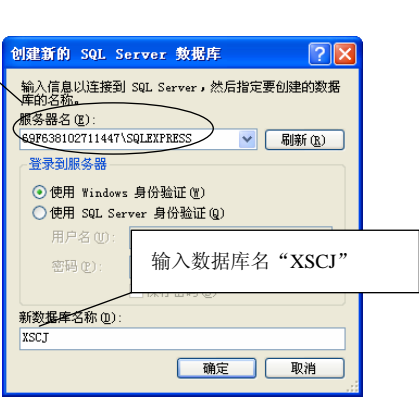 创建新的 SQL Server 数据库
输入信息以连接到 SQL Server，然后指定要创建的数据
库的名称。
服务器名(E):
69F638102711447\SQLEXPRESS
刷新(R)
登录到服务器
使用 Windows 身份验证(W)
使用 SQL Server 身份验证(Q)
用户名(U):
密码(P):
输入数据库名“XSCJ”
新数据库名称(D):
XSCJ
确定
取消